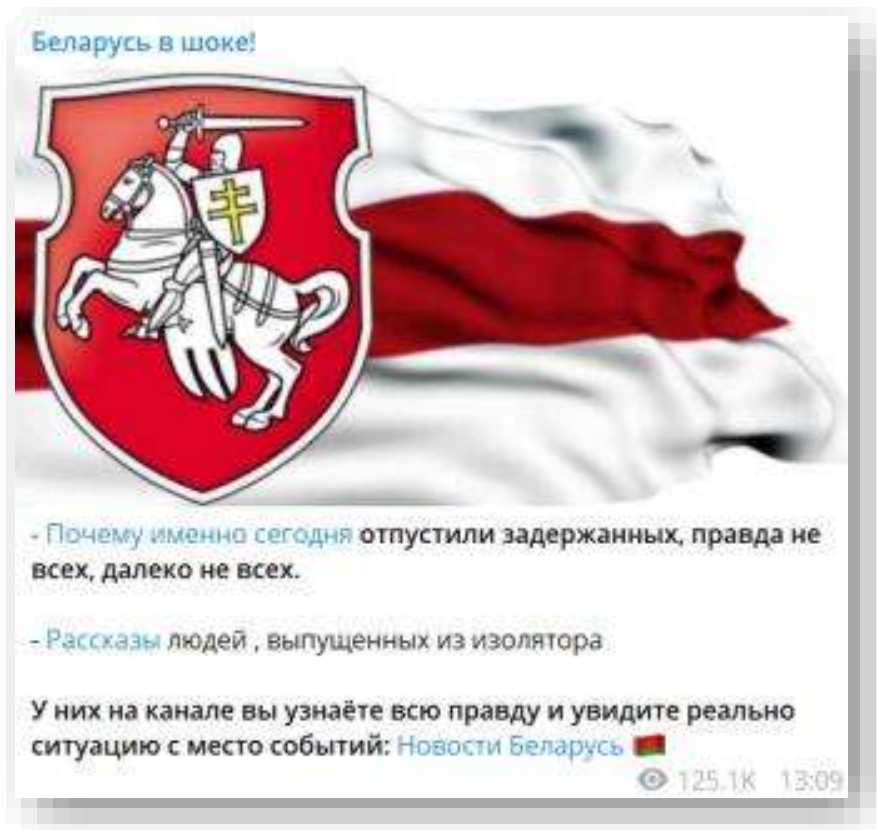 Беларусь в шоке!
- Почему именно сегодня отпустили задержанных, правда не
всех, далеко не всех.
- Рассказы людей , выпущенных из изолятора
У них на канале вы узнаёте всю правду и увидите реально
ситуацию с место событий: Новости Беларусь 🇧🇾
125.1K 13:09